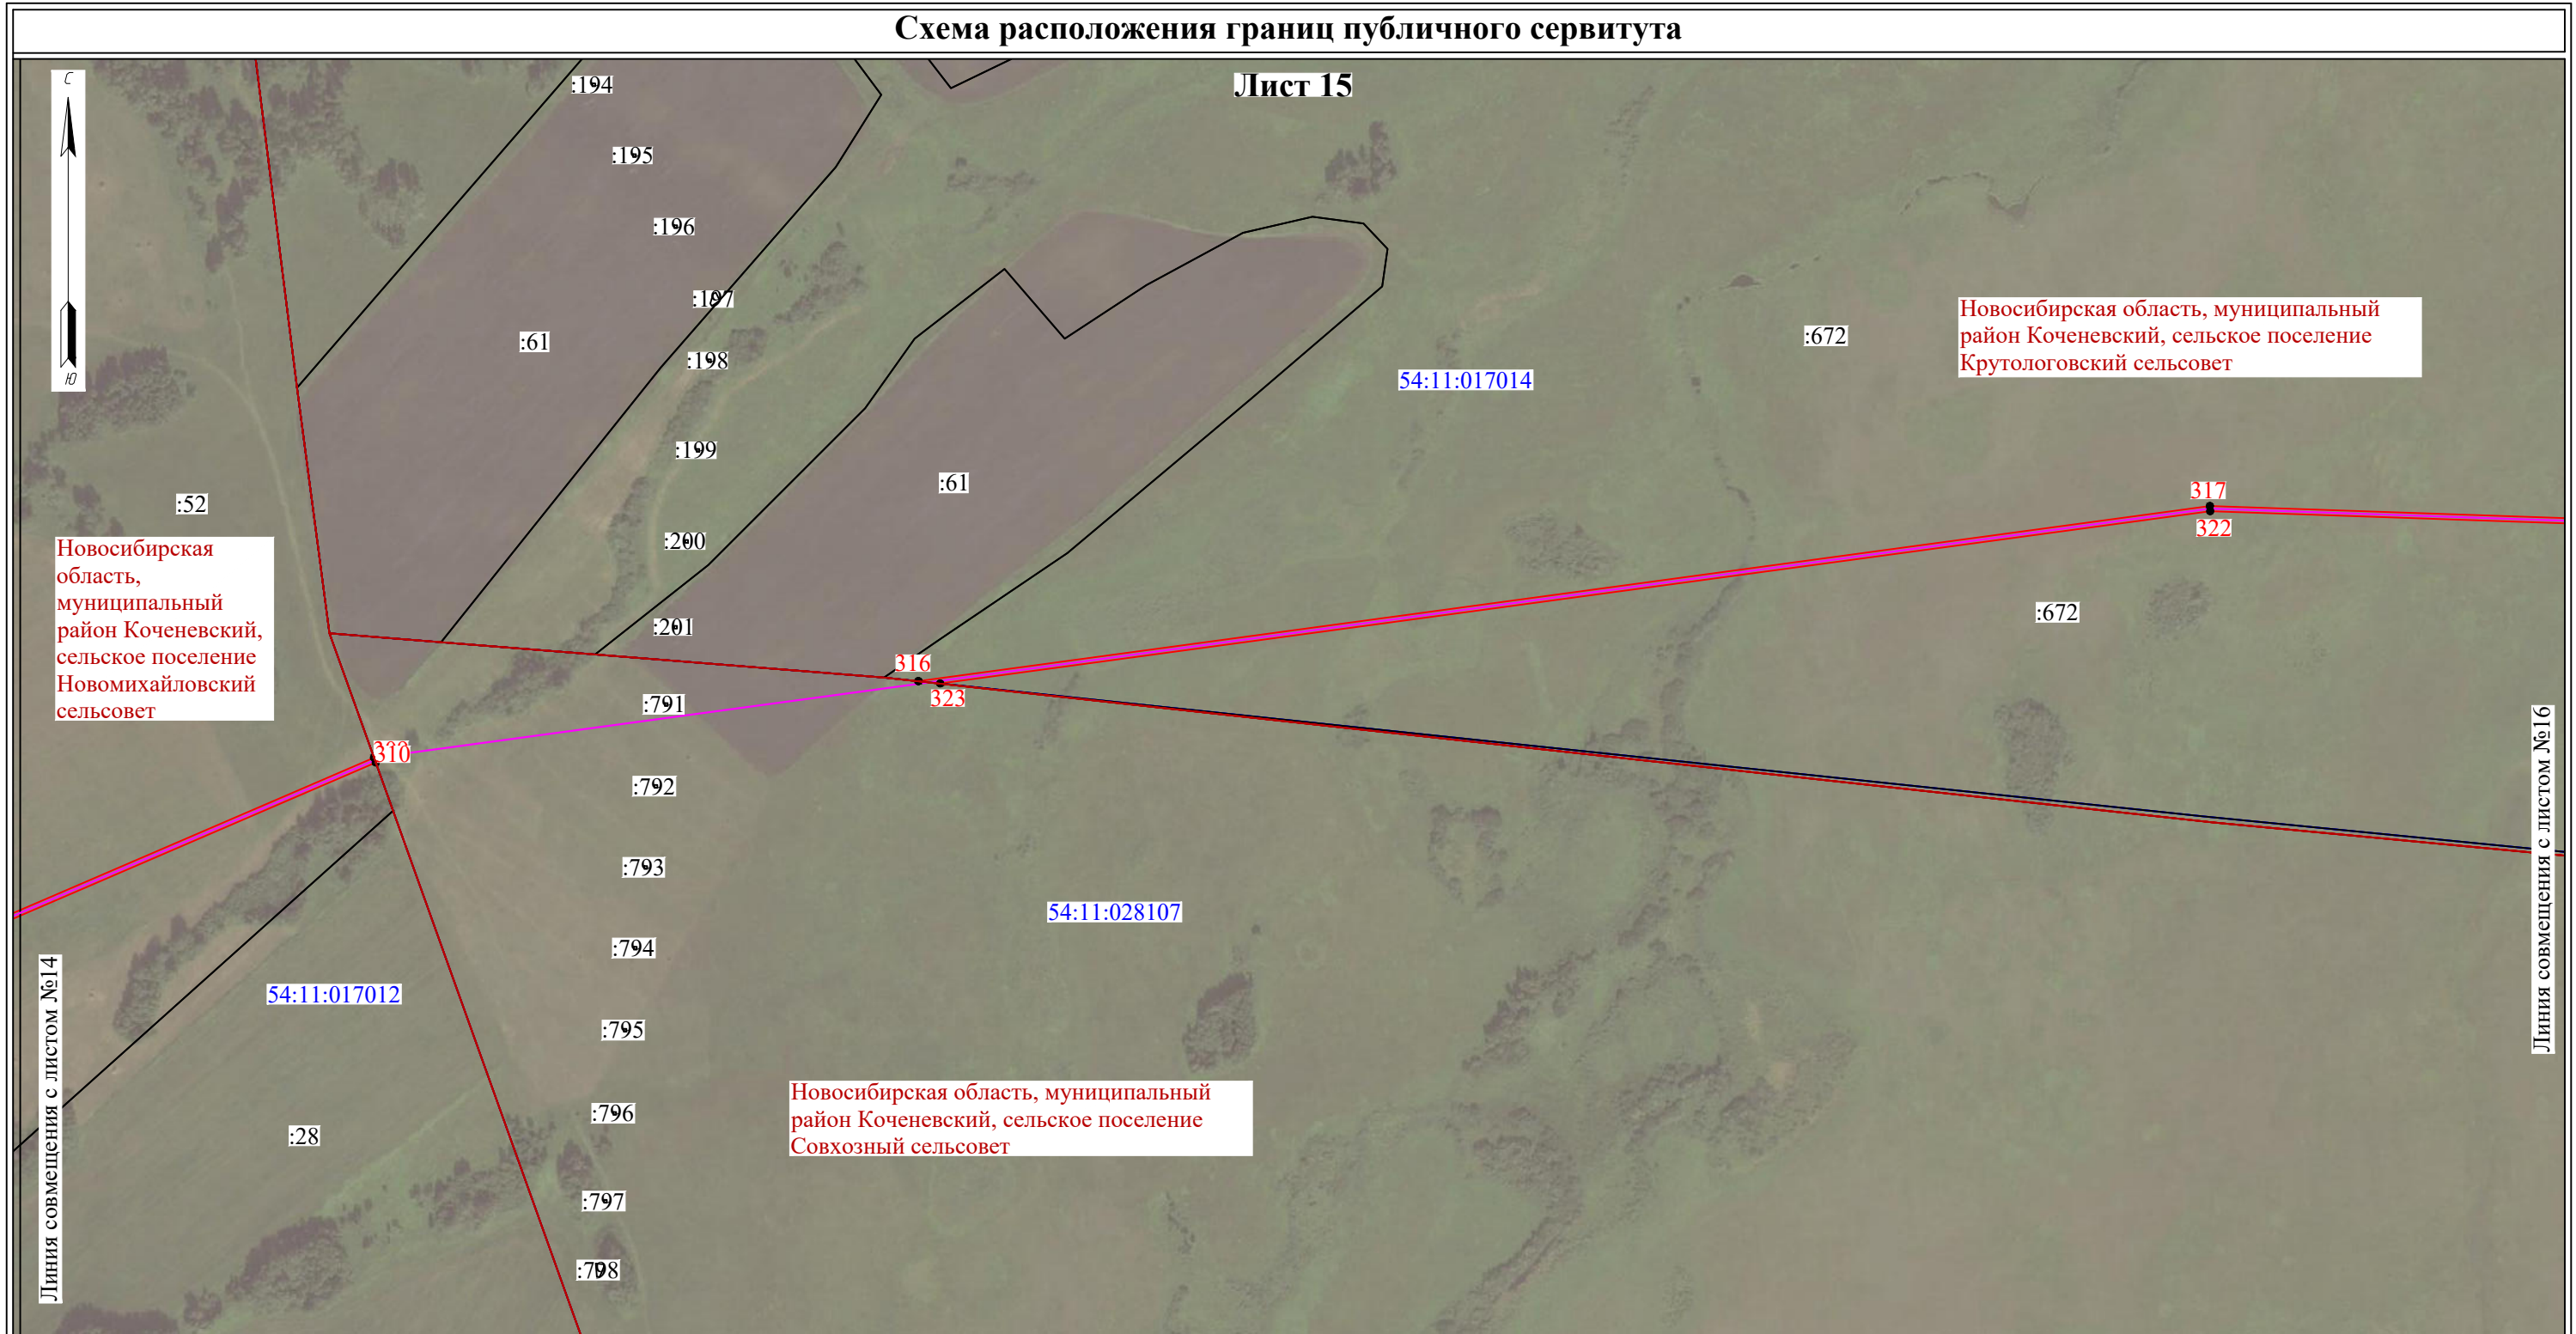 Схема расположения границ публичного сервитута
Лист 15
С
Ю
:194
:195
:196
:197
:198
:199
:200
:201
:61
:61
:52
:672
:672
54:11:017014
Новосибирская область, муниципальный
район Коченевский, сельское поселение
Крутологовский сельсовет
317
322
Новосибирская
область,
муниципальный
район Коченевский,
сельское поселение
Новомихайловский
сельсовет
316
323
310
:791
:792
:793
:794
:795
:796
:797
:798
54:11:028107
54:11:017012
:28
Новосибирская область, муниципальный
район Коченевский, сельское поселение
Совхозный сельсовет
Линия совмещения с листом №14
Линия совмещения с листом №16